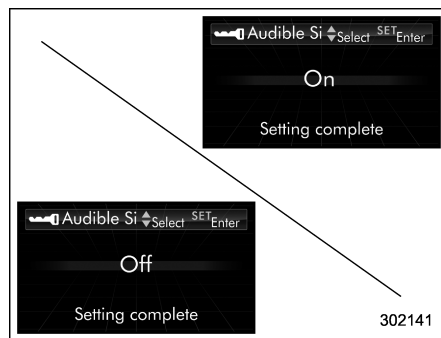 Audible Si Select SET Enter
On
Setting complete
Audible Si Select SET Enter
Off
Setting complete
302141